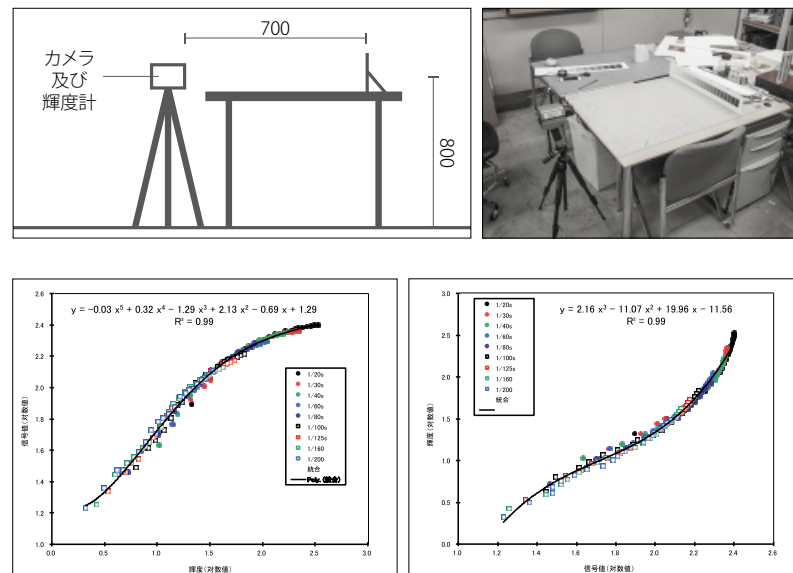 700
カメラ
及び
輝度計
800
y = −0.03 x⁵ + 0.32 x⁴ − 1.29 x³ + 2.13 x² − 0.69 x + 1.29
R² = 0.99
2.6
2.4
2.2
2.0
1.8
1.6
1.4
1.2
1.0
0.0
0.5
1.0
1.5
2.0
2.5
3.0
信号値(対数値)
輝度(対数値)
1/20s
1/30s
1/40s
1/60s
1/80s
1/100s
1/125s
1/160
1/200
統合
Poly. (統合)
y = 2.16 x³ − 11.07 x² + 19.96 x − 11.56
R² = 0.99
3.0
2.5
2.0
1.5
1.0
0.5
0.0
1.0
1.2
1.4
1.6
1.8
2.0
2.2
2.4
2.6
輝度(対数値)
信号値(対数値)
1/20s
1/30s
1/40s
1/60s
1/80s
1/100s
1/125s
1/160
1/200
統合